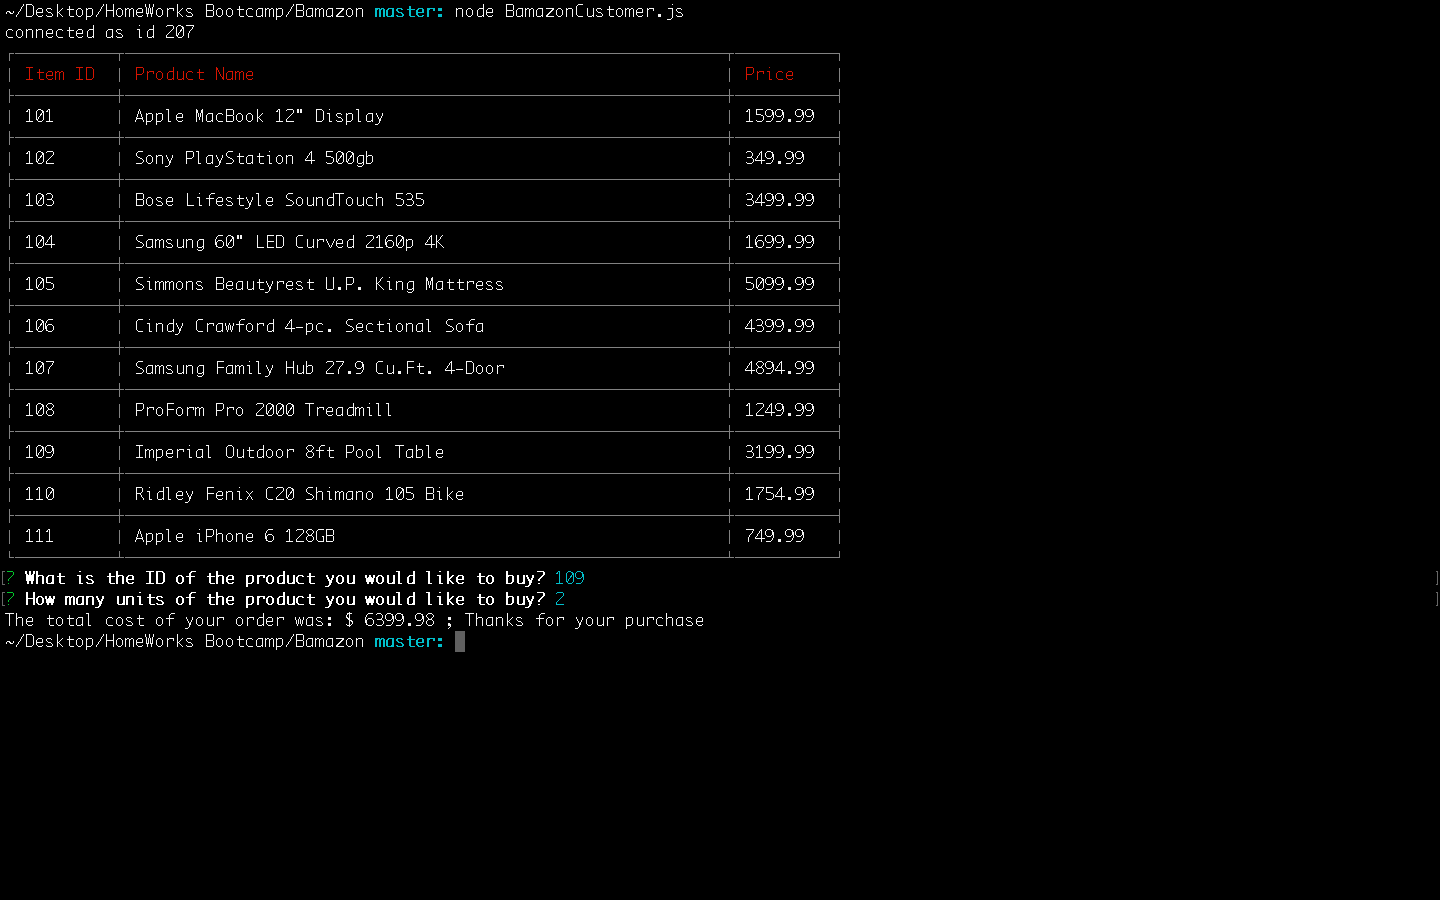 ~/Desktop/HomeWorks Bootcamp/Bamazon master: node BamazonCustomer.js
connected as id 207
Item ID Product Name Price
101 Apple MacBook 12" Display 1599.99
102 Sony PlayStation 4 500gb 349.99
103 Bose Lifestyle SoundTouch 535 3499.99
104 Samsung 60" LED Curved 2160p 4K 1699.99
105 Simmons Beautyrest U.P. King Mattress 5099.99
106 Cindy Crawford 4-pc. Sectional Sofa 4399.99
107 Samsung Family Hub 27.9 Cu.Ft. 4-Door 4894.99
108 ProForm Pro 2000 Treadmill 1249.99
109 Imperial Outdoor 8ft Pool Table 3199.99
110 Ridley Fenix C20 Shimano 105 Bike 1754.99
111 Apple iPhone 6 128GB 749.99
[? What is the ID of the product you would like to buy? 109 ]
[? How many units of the product you would like to buy? 2 ]
The total cost of your order was: $ 6399.98 ; Thanks for your purchase
~/Desktop/HomeWorks Bootcamp/Bamazon master: